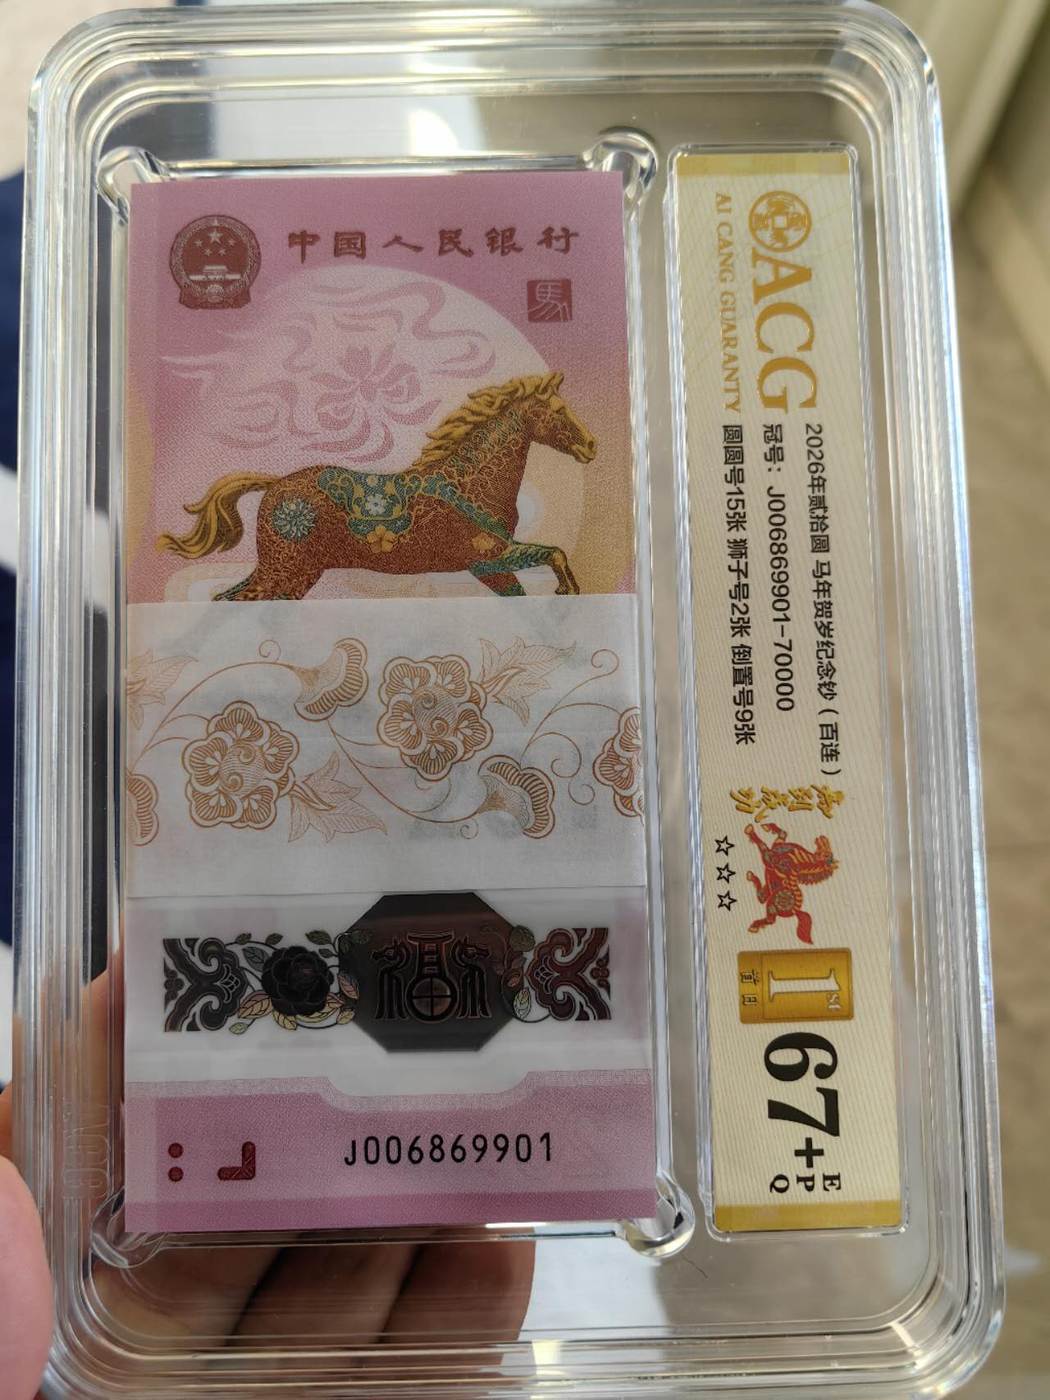 中国人民银行
馬
J006869901
ACG
AI CANG GUARANTY
2026年贰拾圆 马年贺岁纪念钞（百连）
冠号：J006869901-70000
圆圆号15张 狮子号2张 倒置号9张
☆☆☆
1st
首日
67+
EPQ